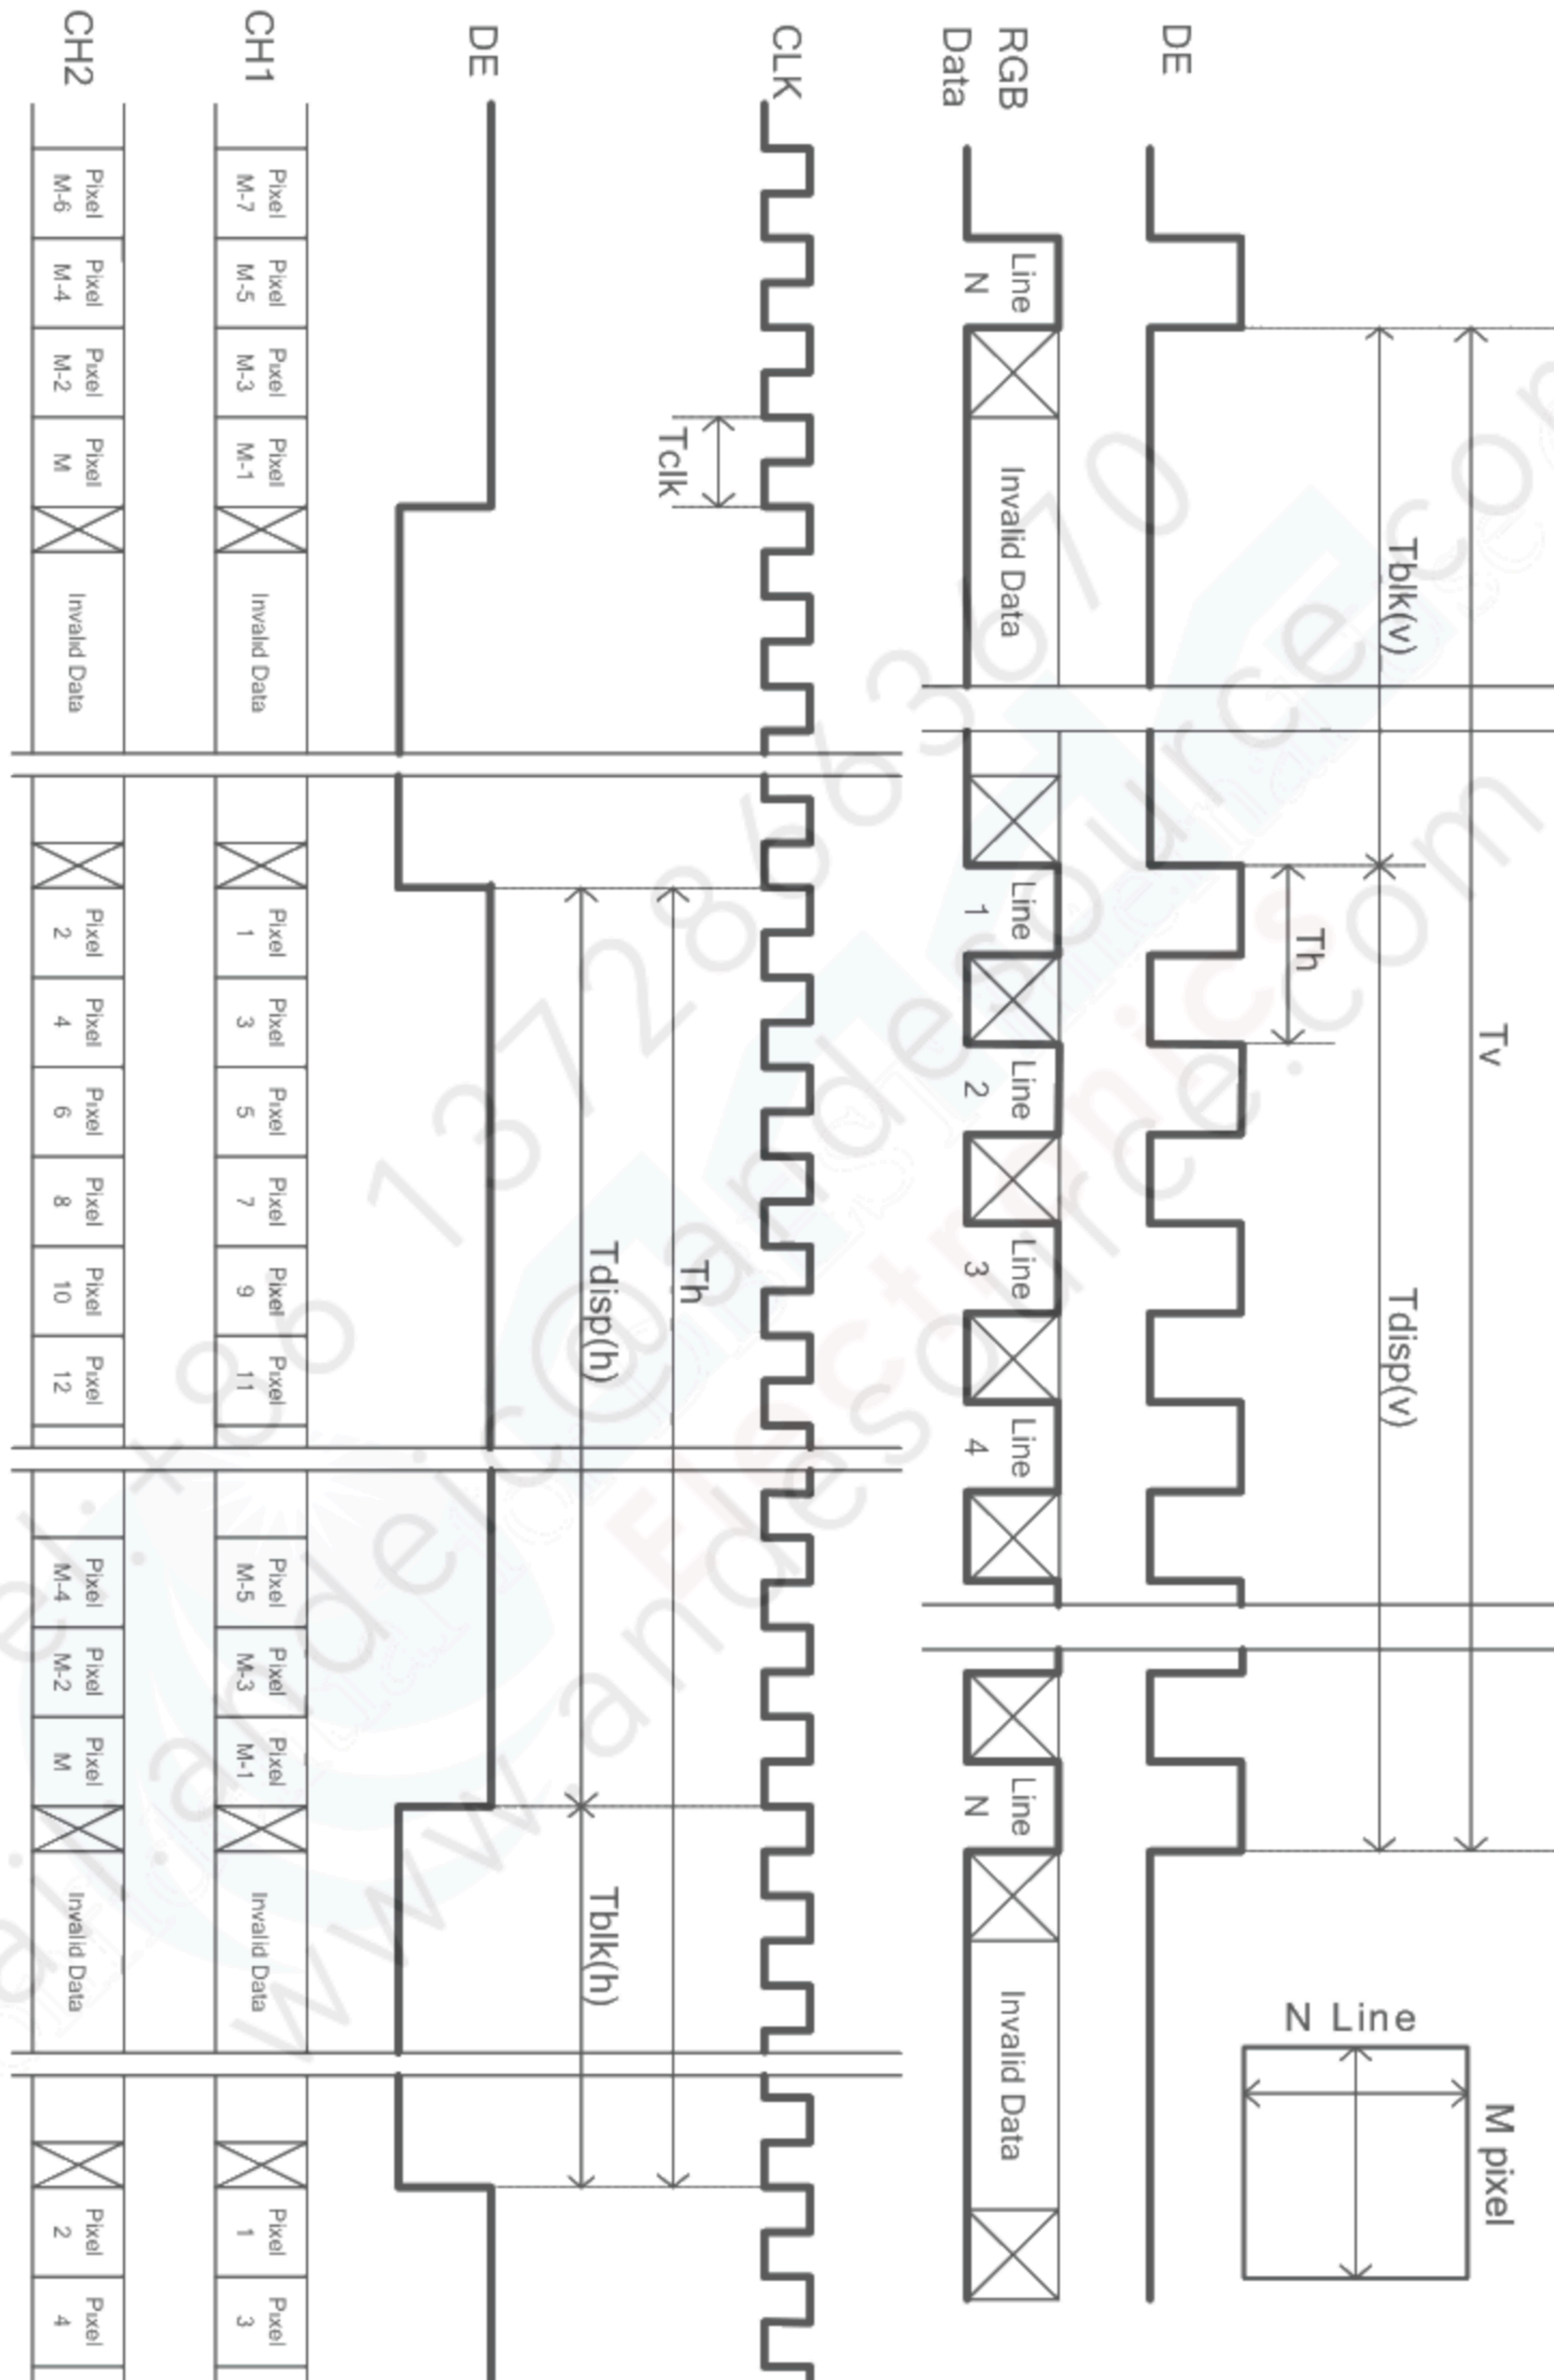 Tv
Tblk(v)
Tdisp(v)
Th
N Line
M pixel
DE
RGB
Data
Line
N
Invalid Data
Line
1
Line
2
Line
3
Line
4
Line
N
Invalid Data
CLK
Tclk
Th
Tdisp(h)
Tblk(h)
DE
CH1
Pixel
M-7
Pixel
M-5
Pixel
M-3
Pixel
M-1
Invalid Data
Pixel
1
Pixel
3
Pixel
5
Pixel
7
Pixel
9
Pixel
11
Pixel
M-5
Pixel
M-3
Pixel
M-1
Invalid Data
Pixel
1
Pixel
3
CH2
Pixel
M-6
Pixel
M-4
Pixel
M-2
Pixel
M
Invalid Data
Pixel
2
Pixel
4
Pixel
6
Pixel
8
Pixel
10
Pixel
12
Pixel
M-4
Pixel
M-2
Pixel
M
Invalid Data
Pixel
2
Pixel
4
Electronics
www.andesource.com